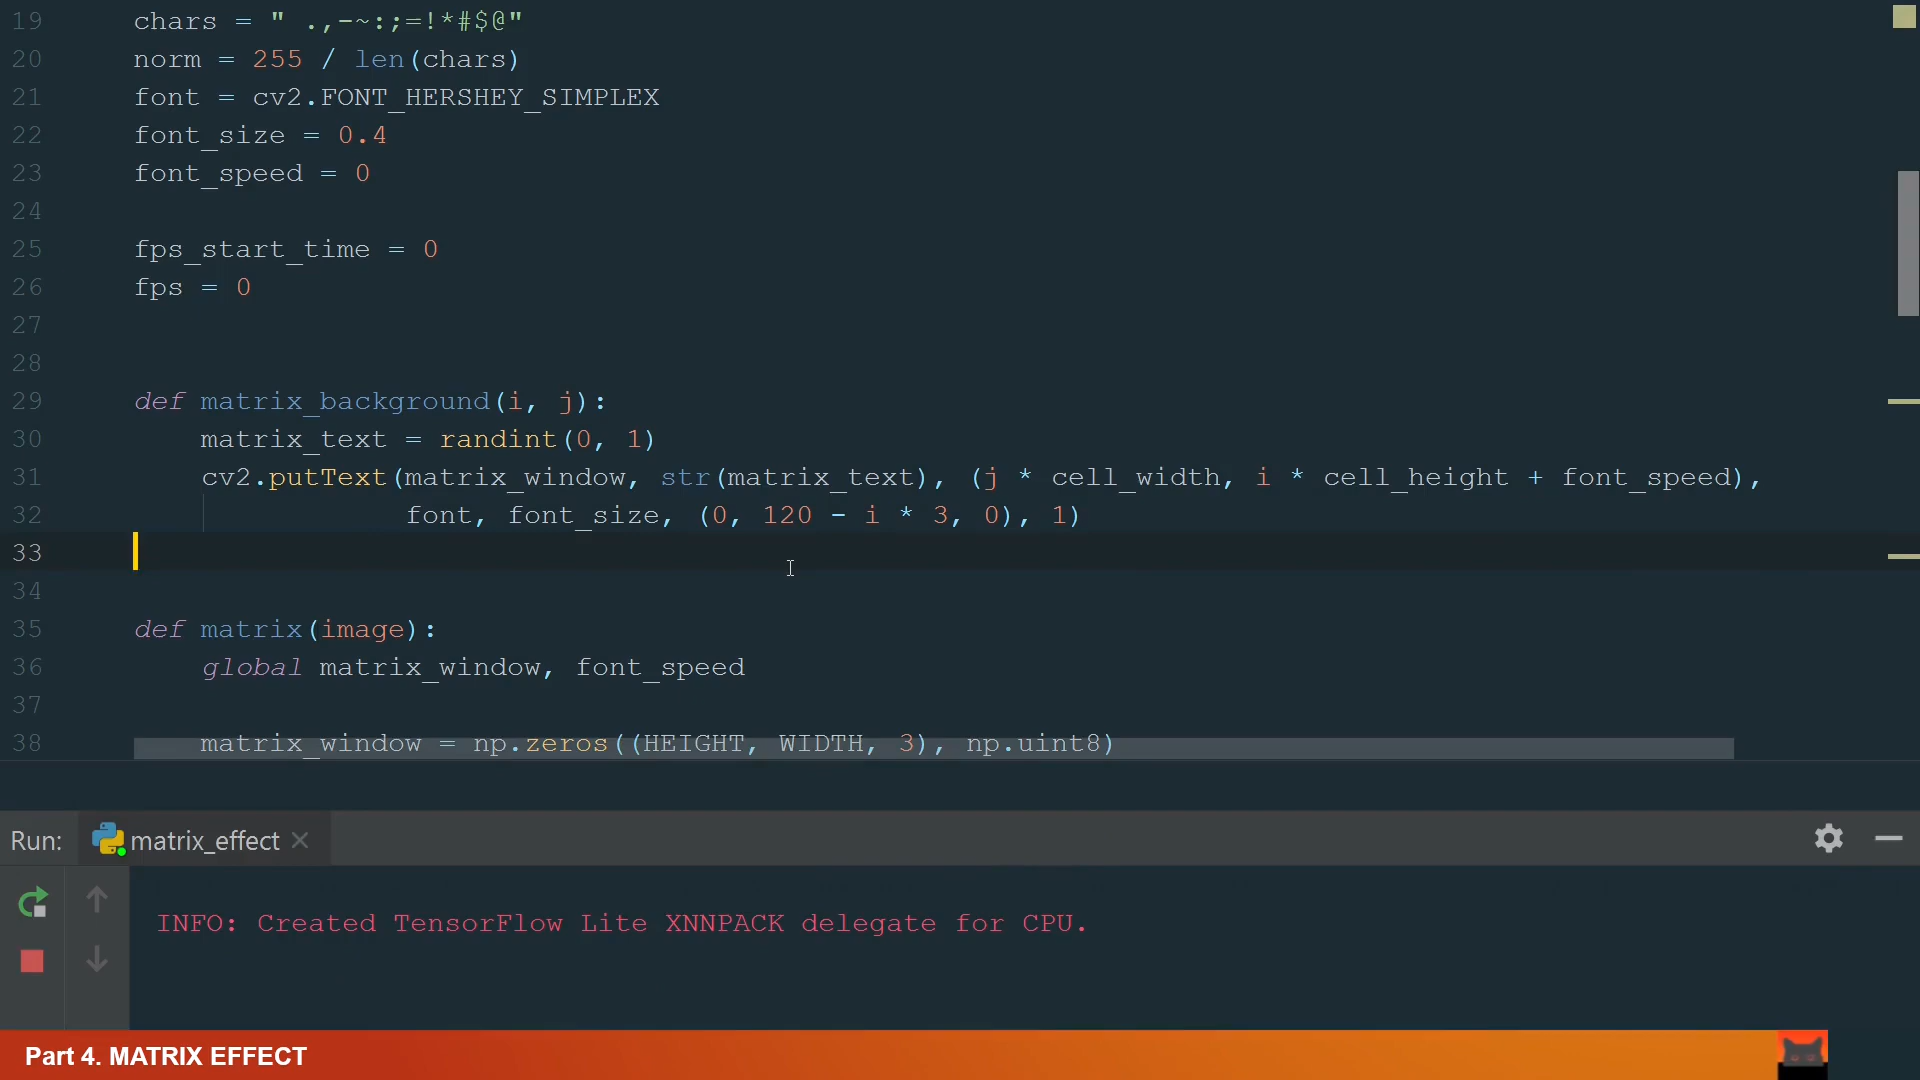 19 chars = " .,-~:;=!*#$@"
20 norm = 255 / len(chars)
21 font = cv2.FONT_HERSHEY_SIMPLEX
22 font_size = 0.4
23 font_speed = 0
24
25 fps_start_time = 0
26 fps = 0
27
28
29 def matrix_background(i, j):
30 matrix_text = randint(0, 1)
31 cv2.putText(matrix_window, str(matrix_text), (j * cell_width, i * cell_height + font_speed),
32 font, font_size, (0, 120 - i * 3, 0), 1)
33
34
35 def matrix(image):
36 global matrix_window, font_speed
37
38 matrix_window = np.zeros((HEIGHT, WIDTH, 3), np.uint8)
Run: matrix_effect
INFO: Created TensorFlow Lite XNNPACK delegate for CPU.
Part 4. MATRIX EFFECT